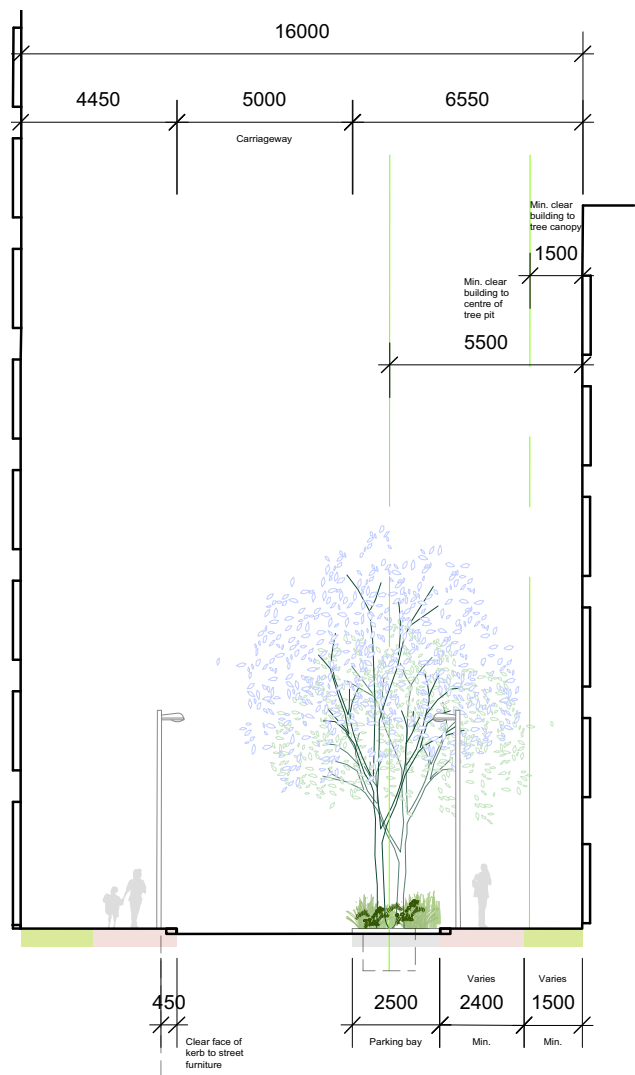 16000
4450
5000
6550
Carriageway
Min. clear
building to
tree canopy
1500
Min. clear
building to
centre of
tree pit
5500
Varies
Varies
450
2500
2400
1500
Clear face of
kerb to street
furniture
Parking bay
Min.
Min.